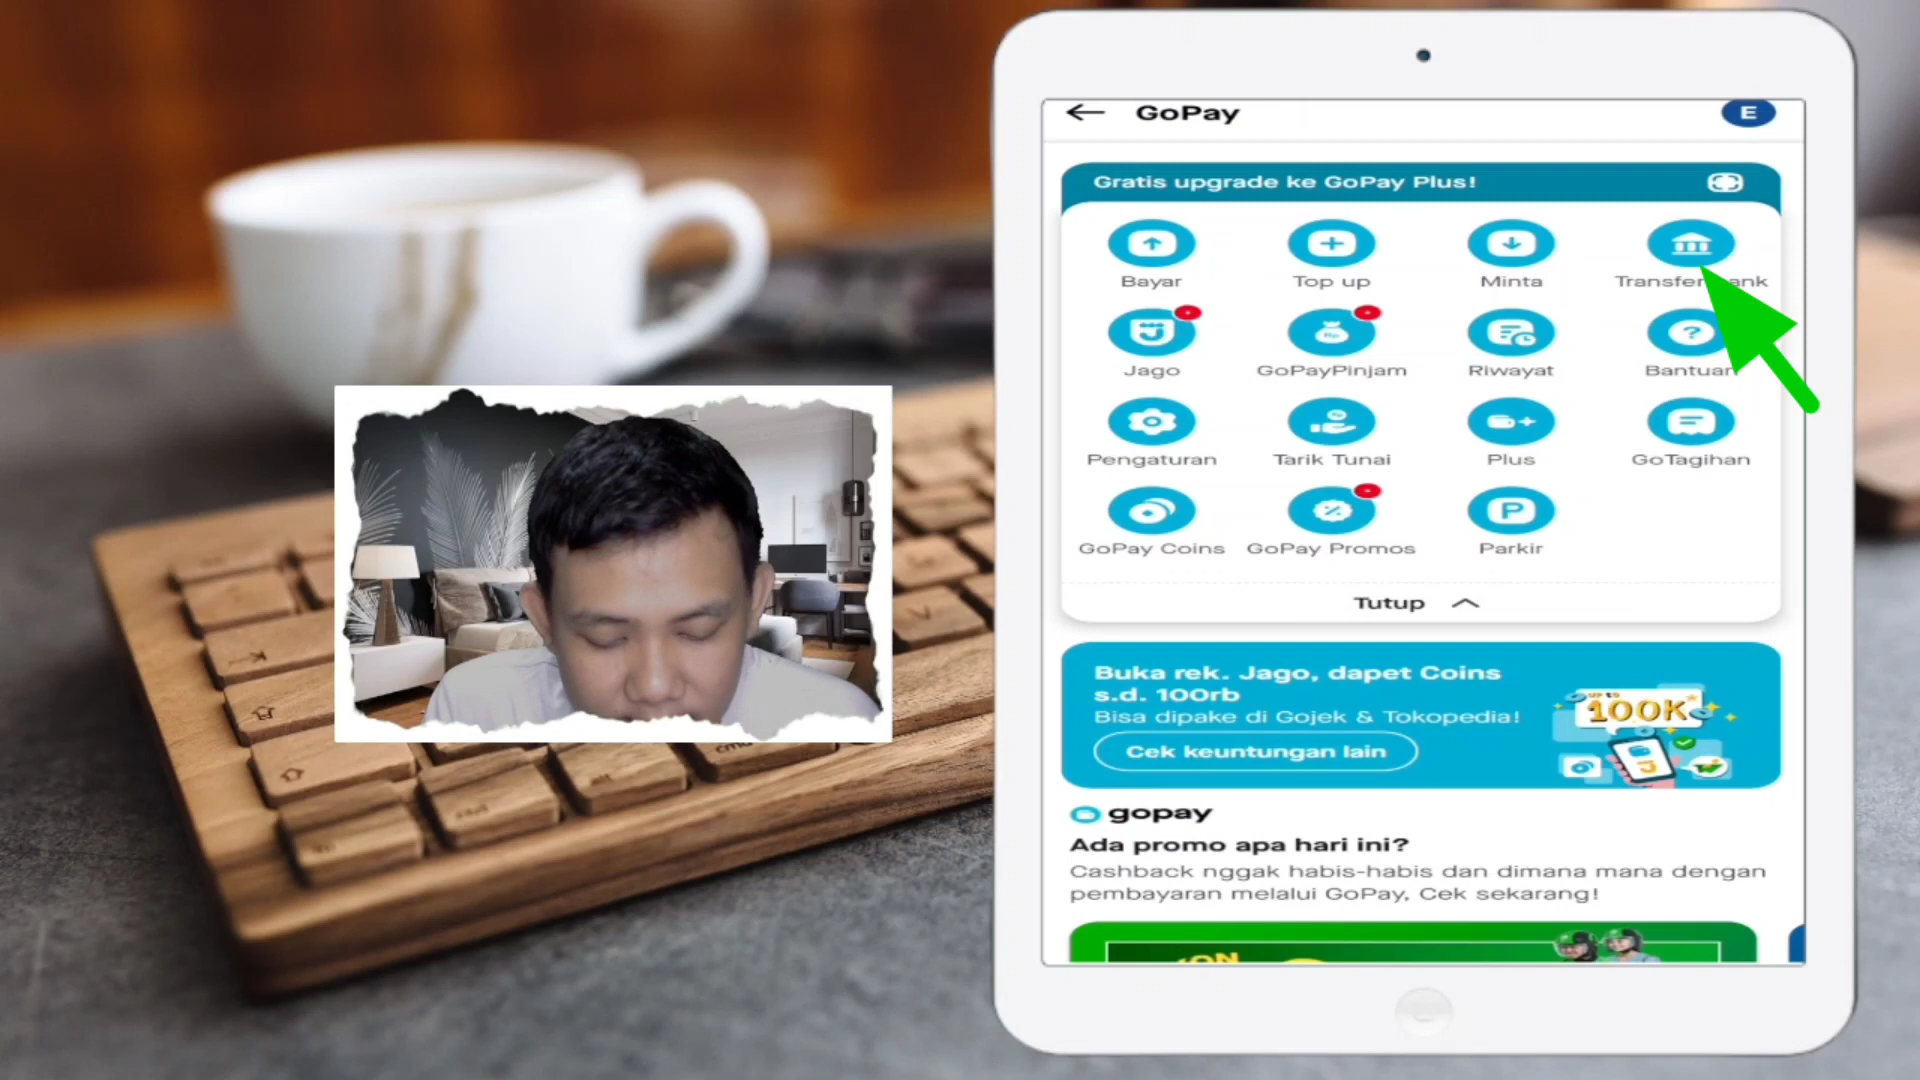 GoPay
E
Gratis upgrade ke GoPay Plus!
Bayar
Top up
Minta
Jago
GoPayPinjam
Riwayat
Bantuan
Pengaturan
Tarik Tunai
Plus
GoTagihan
GoPay Coins
GoPay Promos
Parkir
Tutup
Buka rek. Jago, dapet Coins
s.d. 100rb
Bisa dipake di Gojek & Tokopedia!
UP TO
100K
Cek keuntungan lain
gopay
Ada promo apa hari ini?
Cashback nggak habis-habis dan dimana mana dengan
pembayaran melalui GoPay, Cek sekarang!